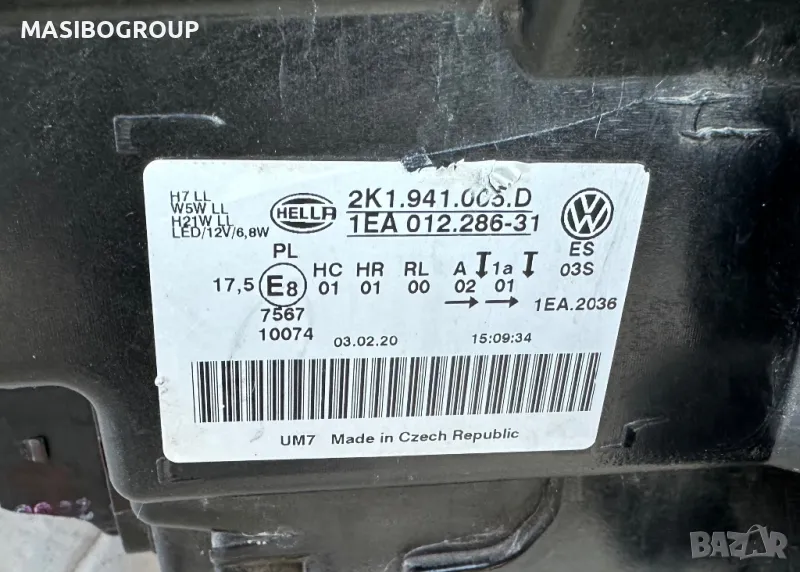 MASIBOGROUP
H7 LL
W5W LL
H21W LL
LED/12V/6,8W
HELLA
2K1.941.005.D
1EA 012.286-31
PL
ES
17,5 E8 HC HR RL A 1a 03S
01 01 00 02 01
7567
10074
1EA.2036
03.02.20 15:09:34
UM7 Made in Czech Republic
BAZAR